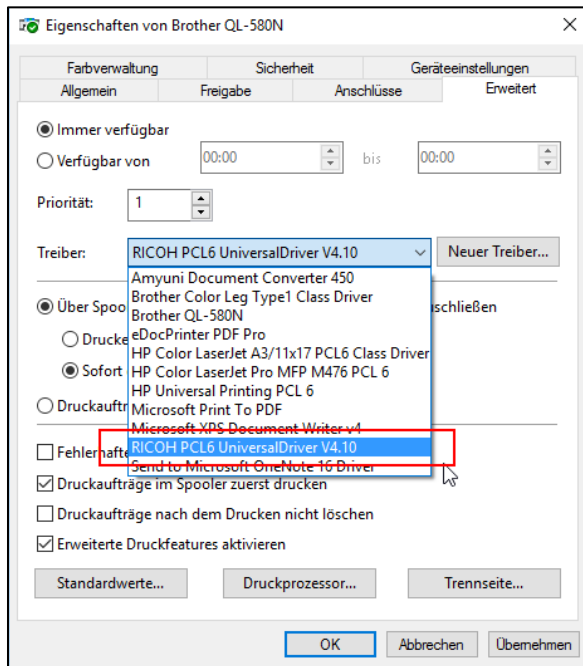 Eigenschaften von Brother QL-580N
Farbverwaltung Sicherheit Geräteeinstellungen
Allgemein Freigabe Anschlüsse Erweitert
Immer verfügbar
Verfügbar von 00:00 bis 00:00
Priorität: 1
Treiber: RICOH PCL6 UniversalDriver V4.10 Neuer Treiber...
Amyuni Document Converter 450
Brother Color Leg Type1 Class Driver
Über Spoo
Brother QL-580N
schließen
eDocPrinter PDF Pro
Drucke
HP Color LaserJet A3/11x17 PCL6 Class Driver
Sofort
HP Color LaserJet Pro MFP M476 PCL 6
HP Universal Printing PCL 6
Druckauftr
Microsoft Print To PDF
Microsoft XPS Document Writer v4
Fehlerhafte
RICOH PCL6 UniversalDriver V4.10
Send to Microsoft OneNote 16 Driver
Druckaufträge im Spooler zuerst drucken
Druckaufträge nach dem Drucken nicht löschen
Erweiterte Druckfeatures aktivieren
Standardwerte... Druckprozessor... Trennseite...
OK Abbrechen Übernehmen